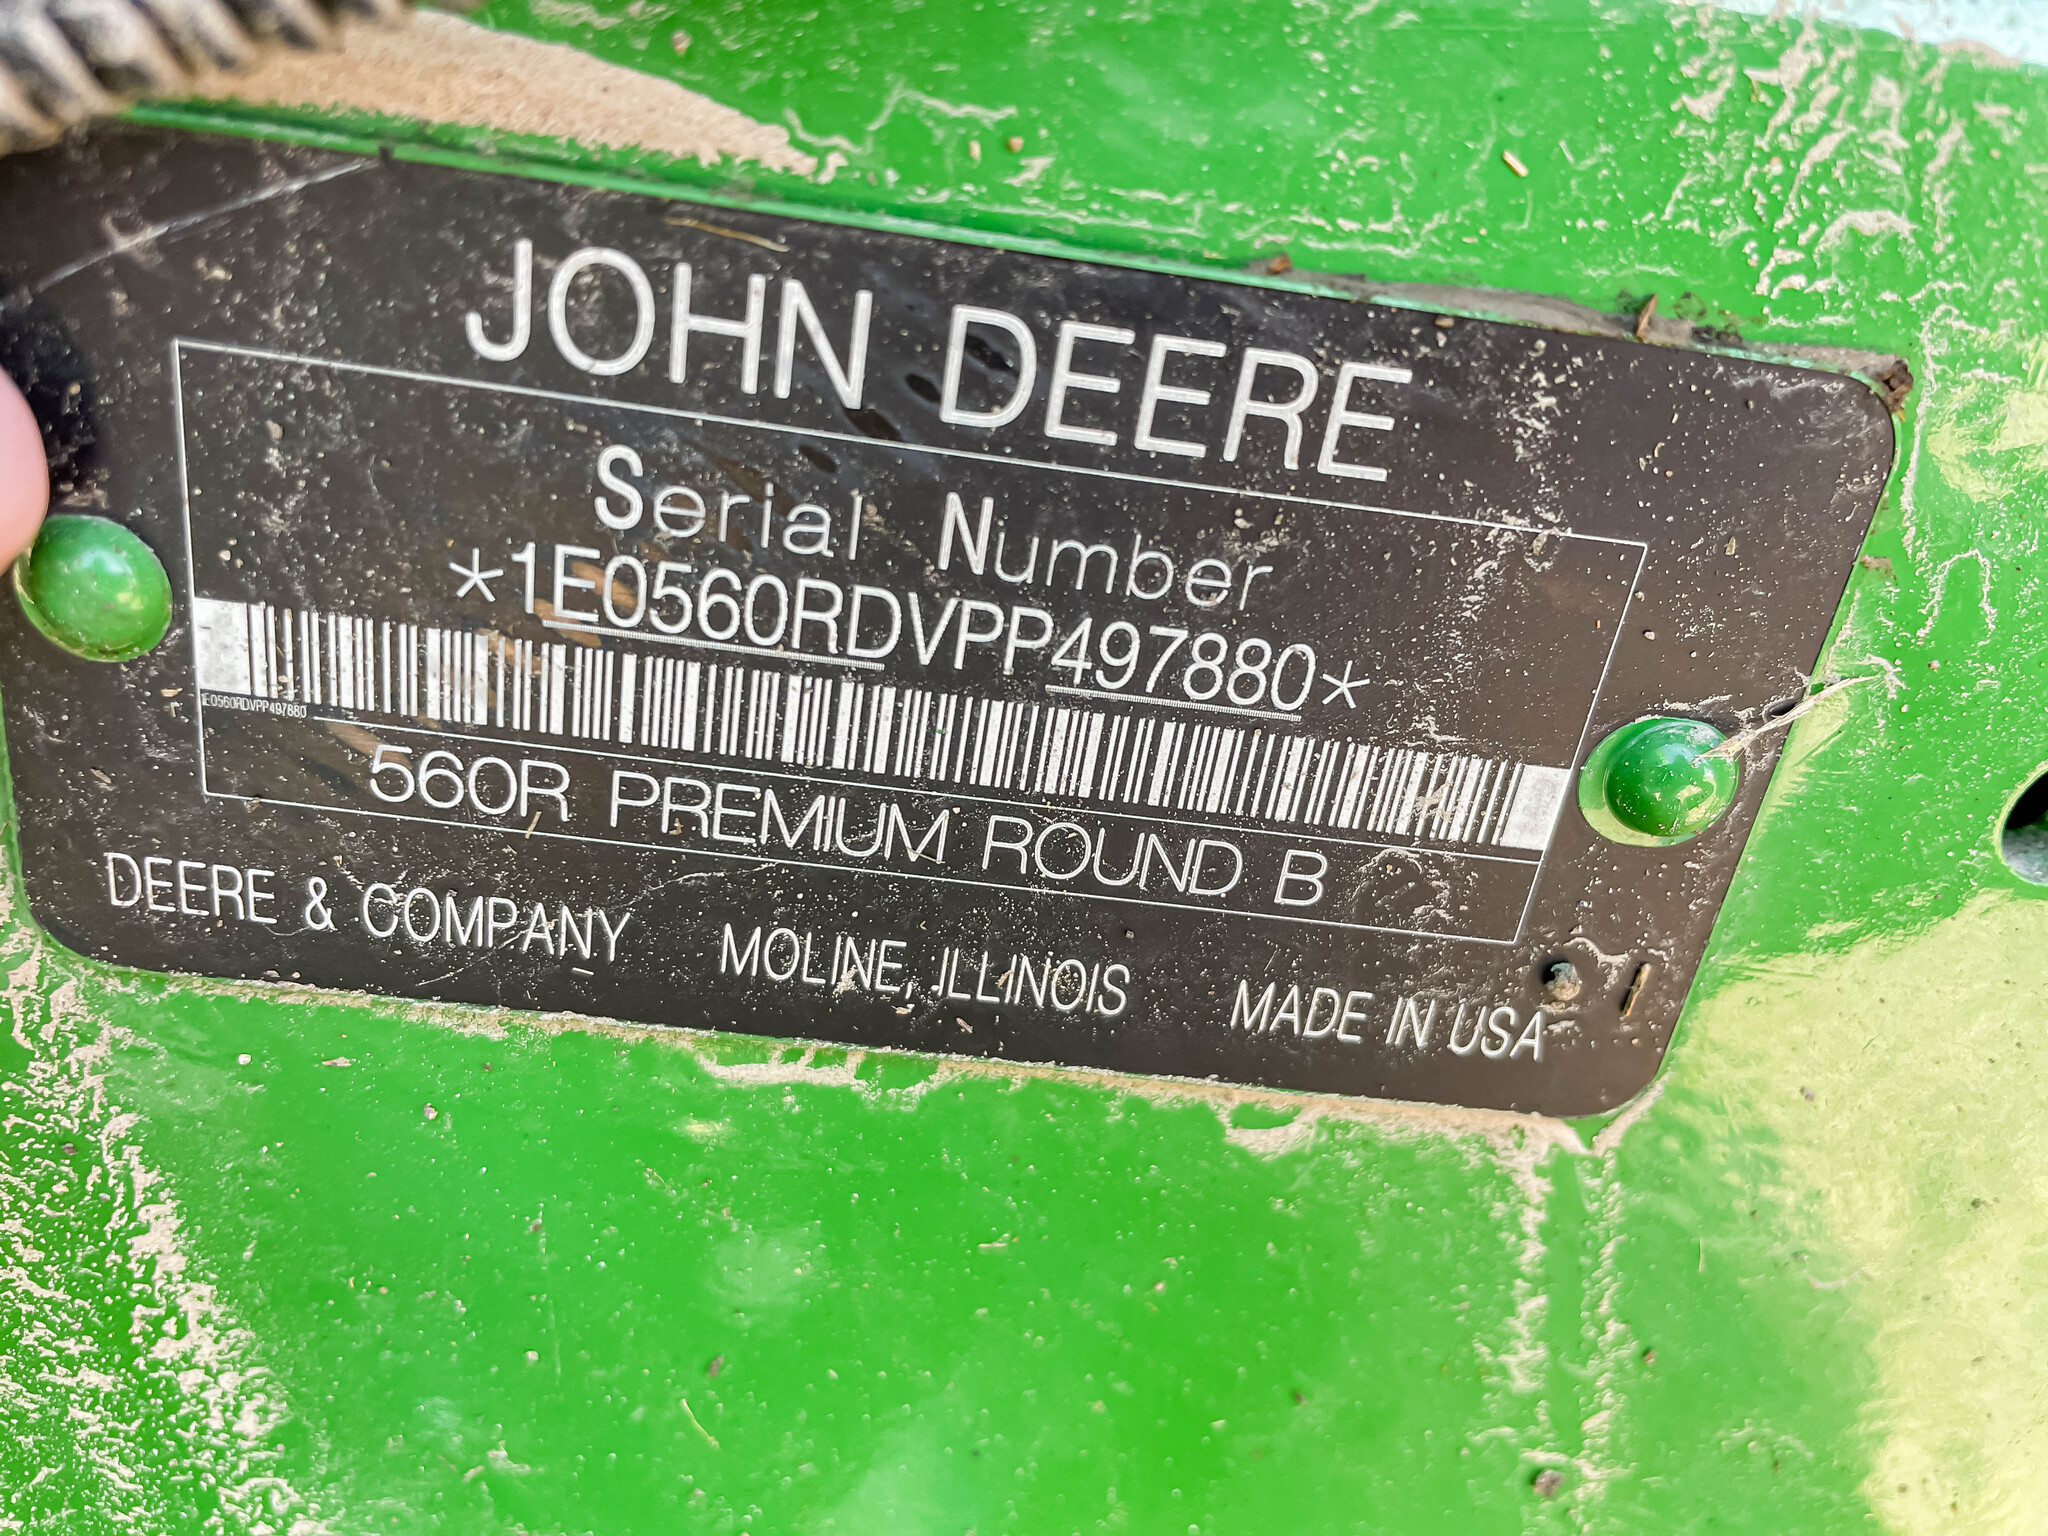 JOHN DEERE
Serial Number
*1E0560RDVPP497880*
1E0560RDVPP497880
560R PREMIUM ROUND B
DEERE & COMPANY MOLINE, ILLINOIS MADE IN USA